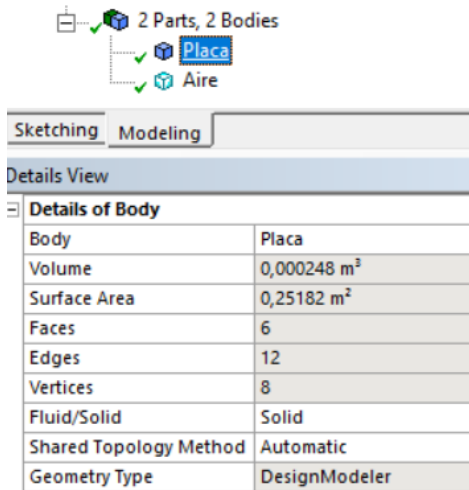 2 Parts, 2 Bodies
Placa
Aire
Sketching Modeling
Details View
Details of Body
Body Placa
Volume 0,000248 m³
Surface Area 0,25182 m²
Faces 6
Edges 12
Vertices 8
Fluid/Solid Solid
Shared Topology Method Automatic
Geometry Type DesignModeler